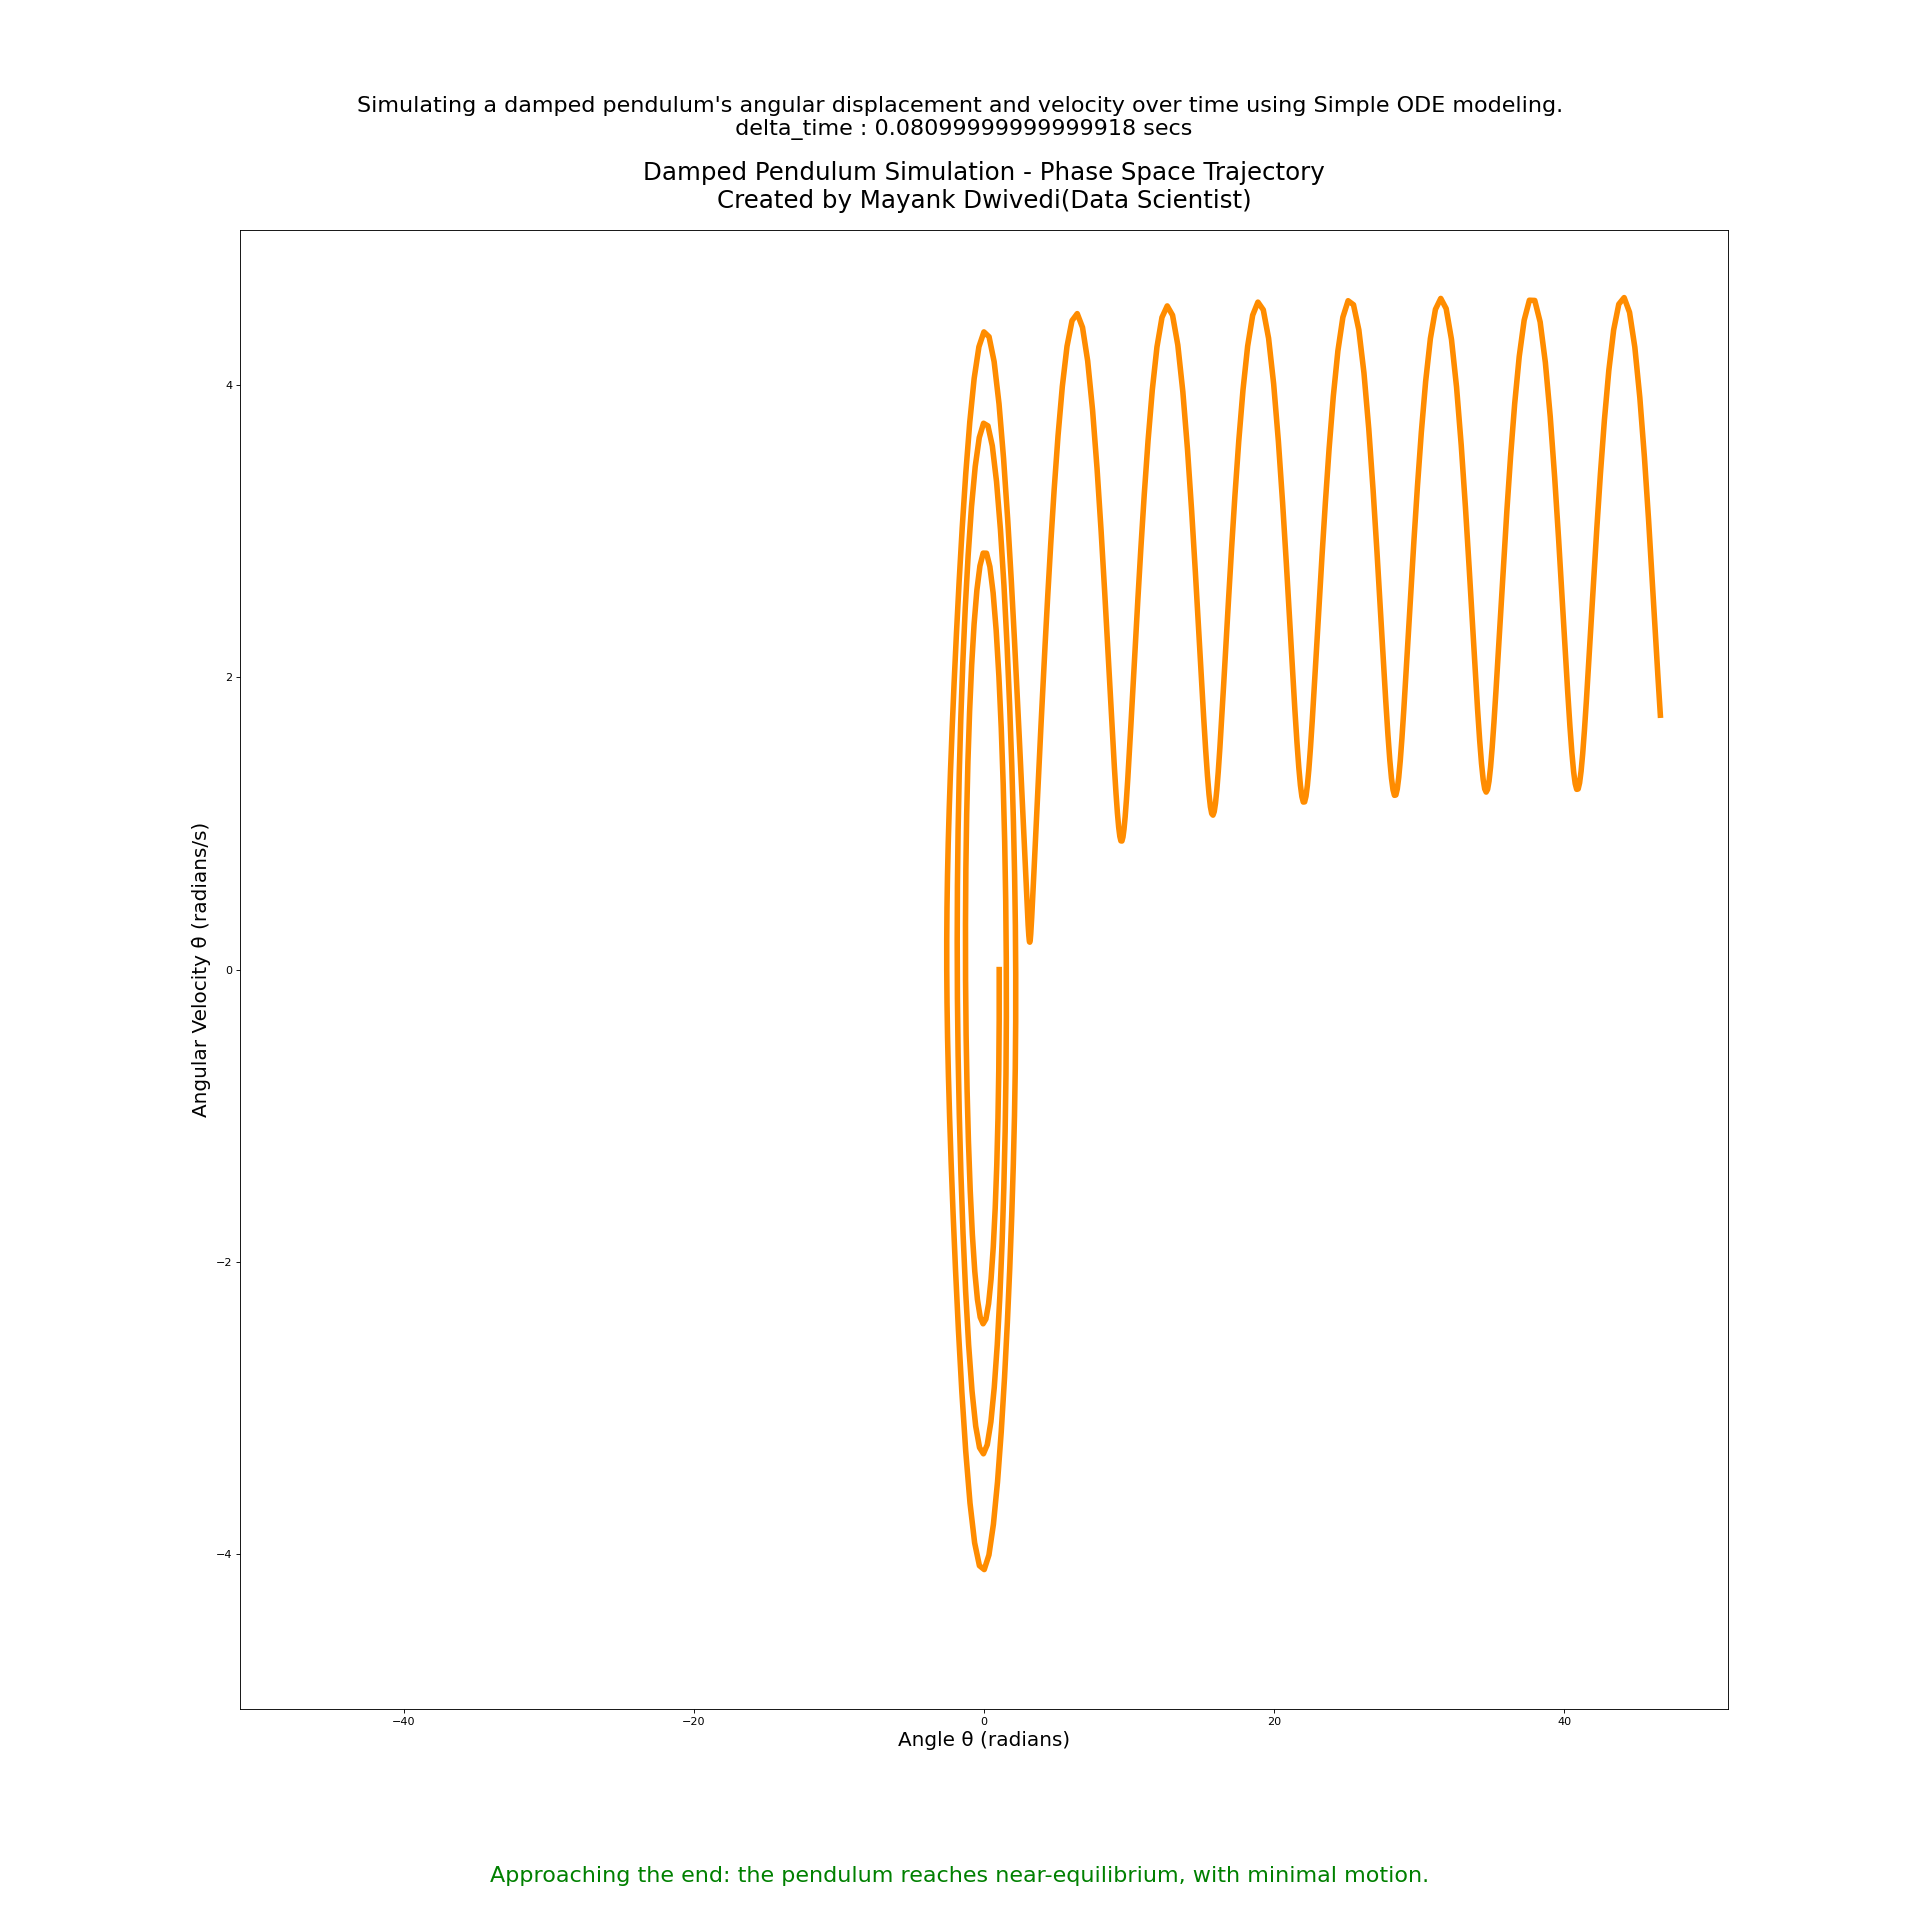 Simulating a damped pendulum's angular displacement and velocity over time using Simple ODE modeling.
delta_time : 0.08099999999999918 secs
Damped Pendulum Simulation - Phase Space Trajectory
Created by Mayank Dwivedi(Data Scientist)
Angular Velocity θ (radians/s)
4
2
0
−2
−4
−40
−20
0
20
40
Angle θ (radians)
Approaching the end: the pendulum reaches near-equilibrium, with minimal motion.